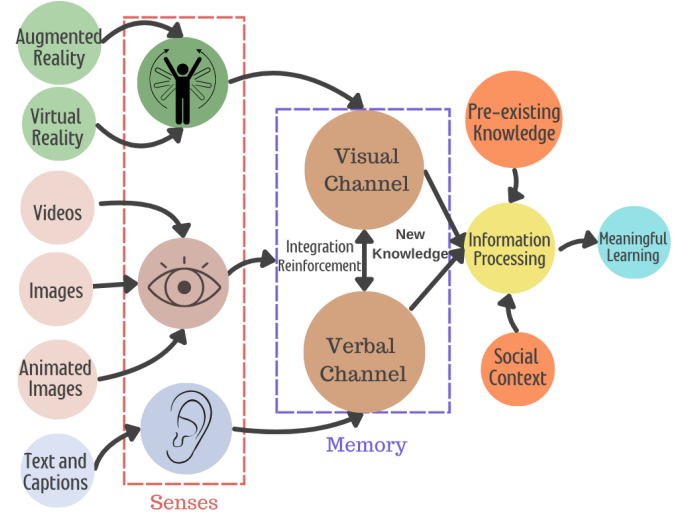 Augmented
Reality
Virtual
Reality
Videos
Images
Animated
Images
Text and
Captions
Senses
Visual
Channel
Integration
Reinforcement
New
Knowledge
Verbal
Channel
Memory
Pre-existing
Knowledge
Information
Processing
Social
Context
Meaningful
Learning